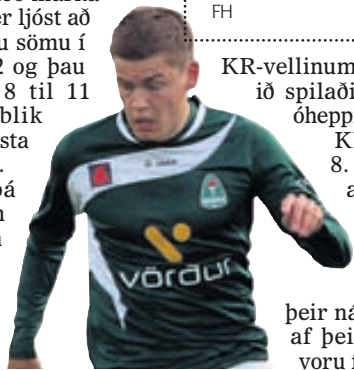 marka
er ljóst að
u sömu í
og þau
8 til 11
blik
sta
þá
FH
KR-vellinum
ið spilaði
óhepp
8.
þeir ná
af þei
voru í
vörður